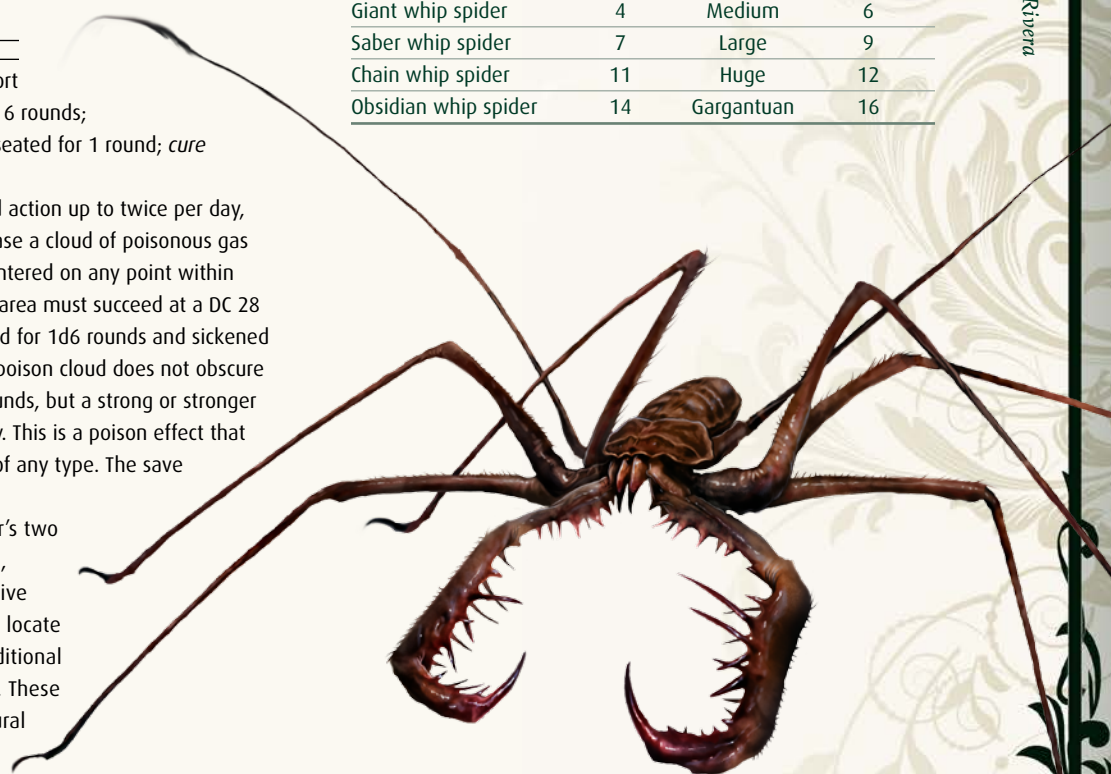 ort
6 rounds;
seated for 1 round; cure
action up to twice per day,
ase a cloud of poisonous gas
ntered on any point within
area must succeed at a DC 28
d for 1d6 rounds and sickened
poison cloud does not obscure
unds, but a strong or stronger
. This is a poison effect that
of any type. The save
r's two
,
ive
locate
ditional
. These
ural
Giant whip spider 4 Medium 6
Saber whip spider 7 Large 9
Chain whip spider 11 Huge 12
Obsidian whip spider 14 Gargantuan 16
Rivera